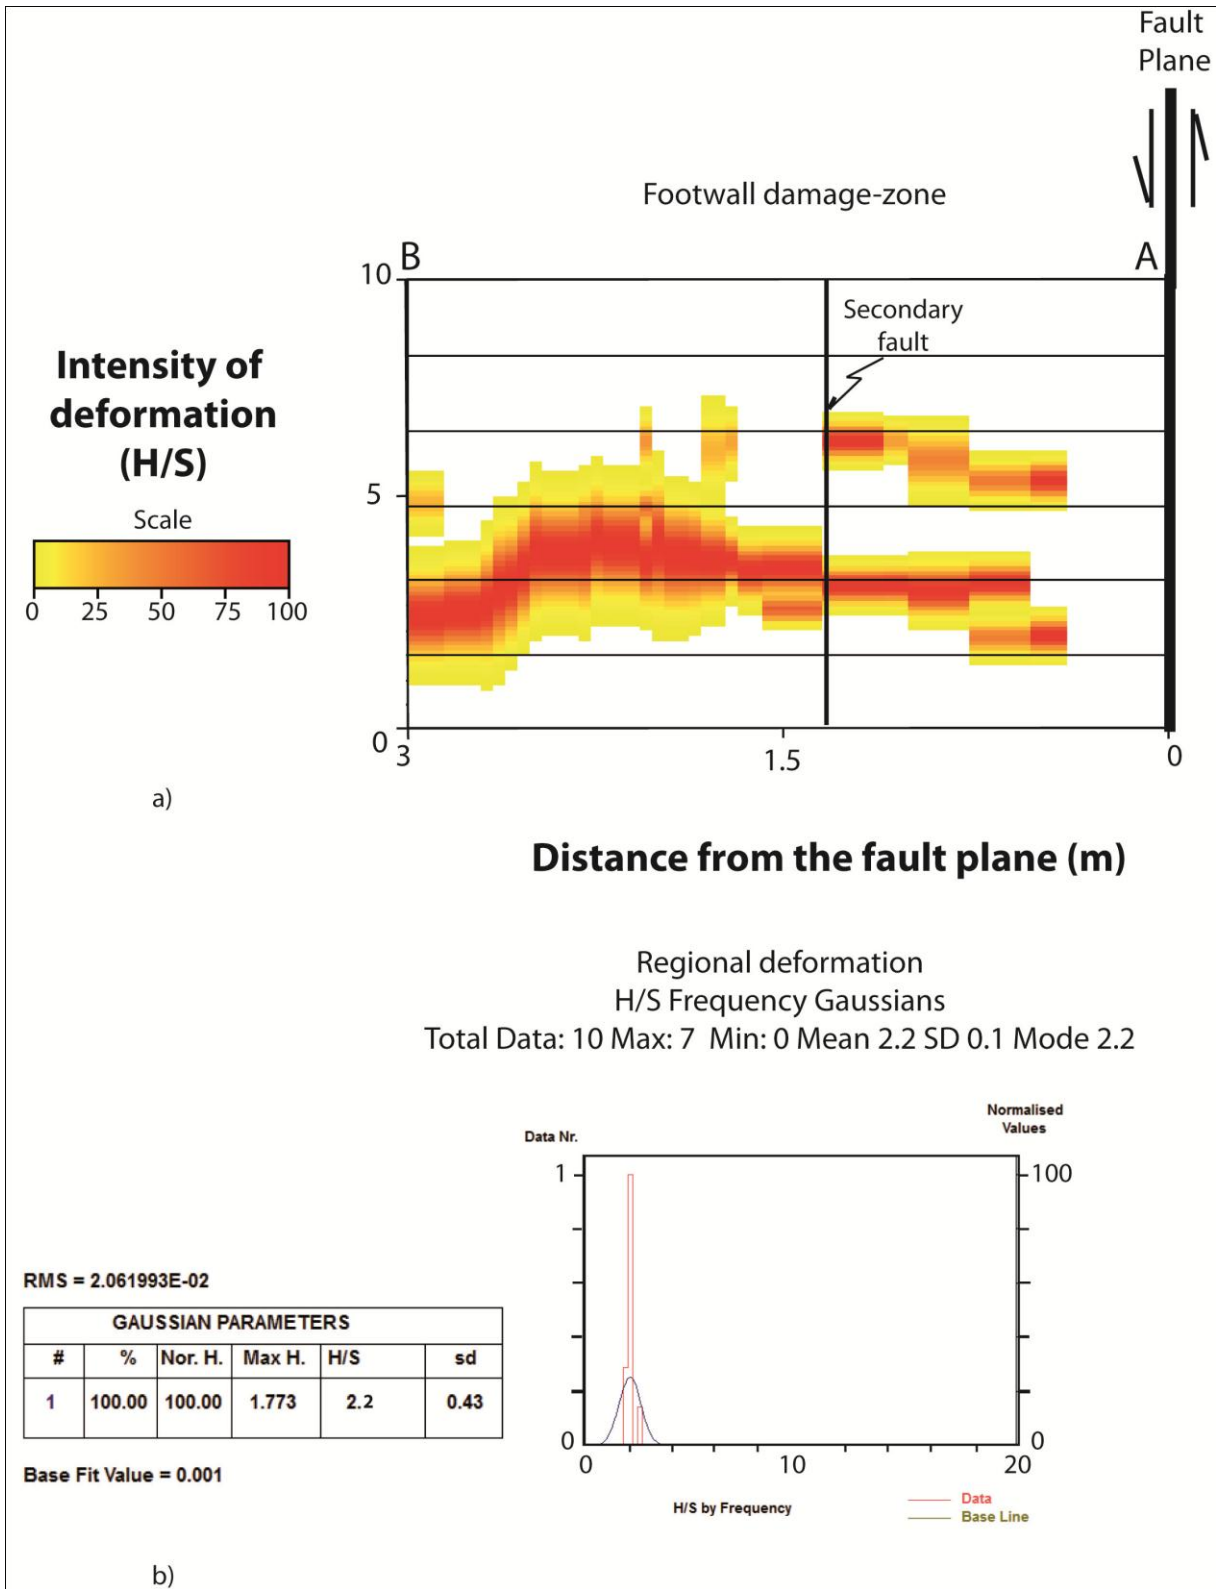 Fault
Plane
Footwall damage-zone
B
A
10
Secondary
fault
Intensity of
deformation
(H/S)
Scale
0 25 50 75 100
5
0
3
1.5
0
a)
Distance from the fault plane (m)
Regional deformation
H/S Frequency Gaussians
Total Data: 10 Max: 7 Min: 0 Mean 2.2 SD 0.1 Mode 2.2
Normalised
Values
Data Nr.
1
100
0
0
0
10
20
H/S by Frequency
Data
Base Line
RMS = 2.061993E-02
GAUSSIAN PARAMETERS
# % Nor. H. Max H. H/S sd
1 100.00 100.00 1.773 2.2 0.43
Base Fit Value = 0.001
b)